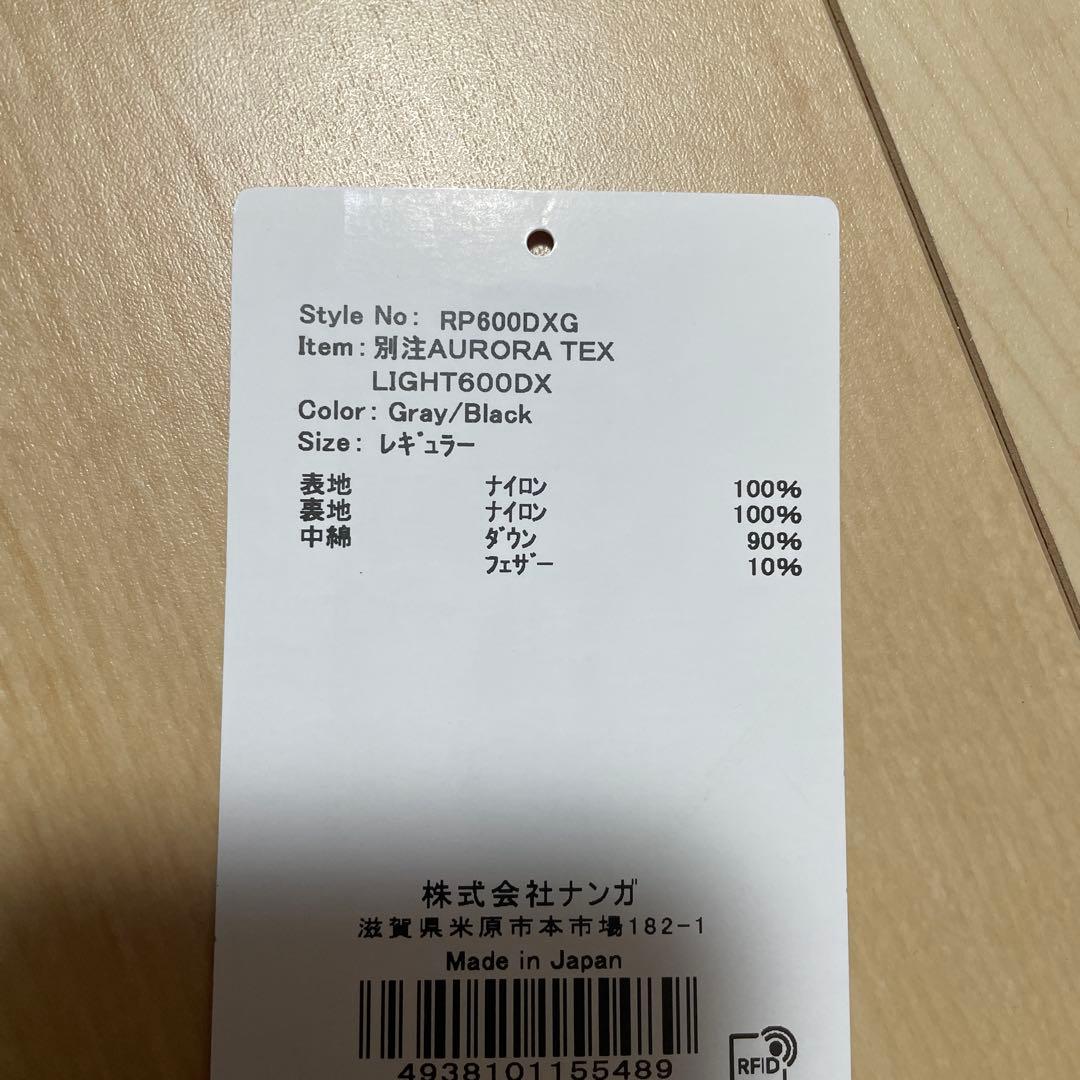 Style No: RP600DXG
Item: 別注AURORA TEX
LIGHT600DX
Color: Gray/Black
Size: レギュラー
表地 ナイロン 100%
裏地 ナイロン 100%
中綿 ダウン 90%
フェザー 10%
株式会社ナンガ
滋賀県米原市本市場182-1
Made in Japan
4938101155489
RFID